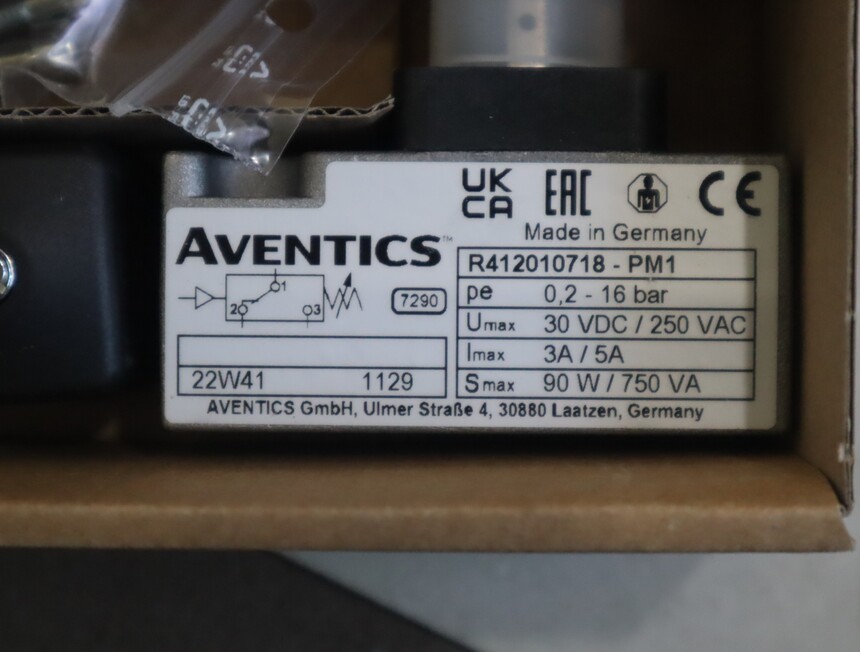 UK
CA
EAC
CE
Made in Germany
AVENTICS™
R412010718 - PM1
pe 0,2 - 16 bar
Umax 30 VDC / 250 VAC
Imax 3A / 5A
Smax 90 W / 750 VA
1
2
3
7290
22W41 1129
AVENTICS GmbH, Ulmer Straße 4, 30880 Laatzen, Germany